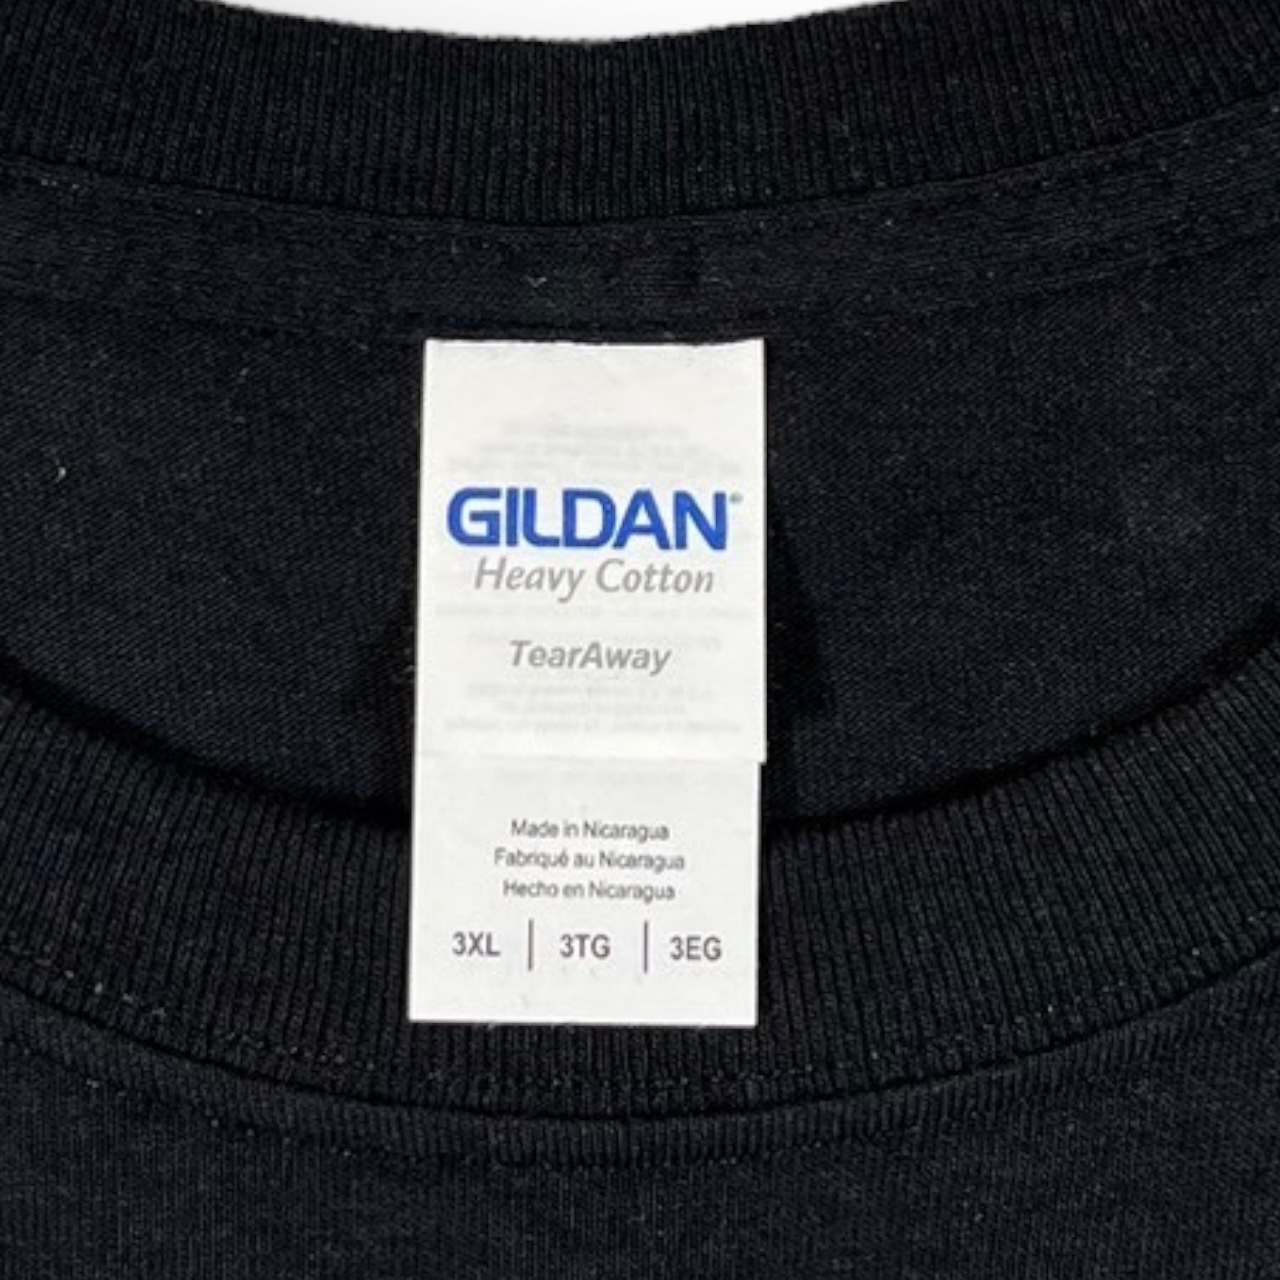 GILDAN®
Heavy Cotton
TearAway
Made in Nicaragua
Fabriqué au Nicaragua
Hecho en Nicaragua
3XL | 3TG | 3EG